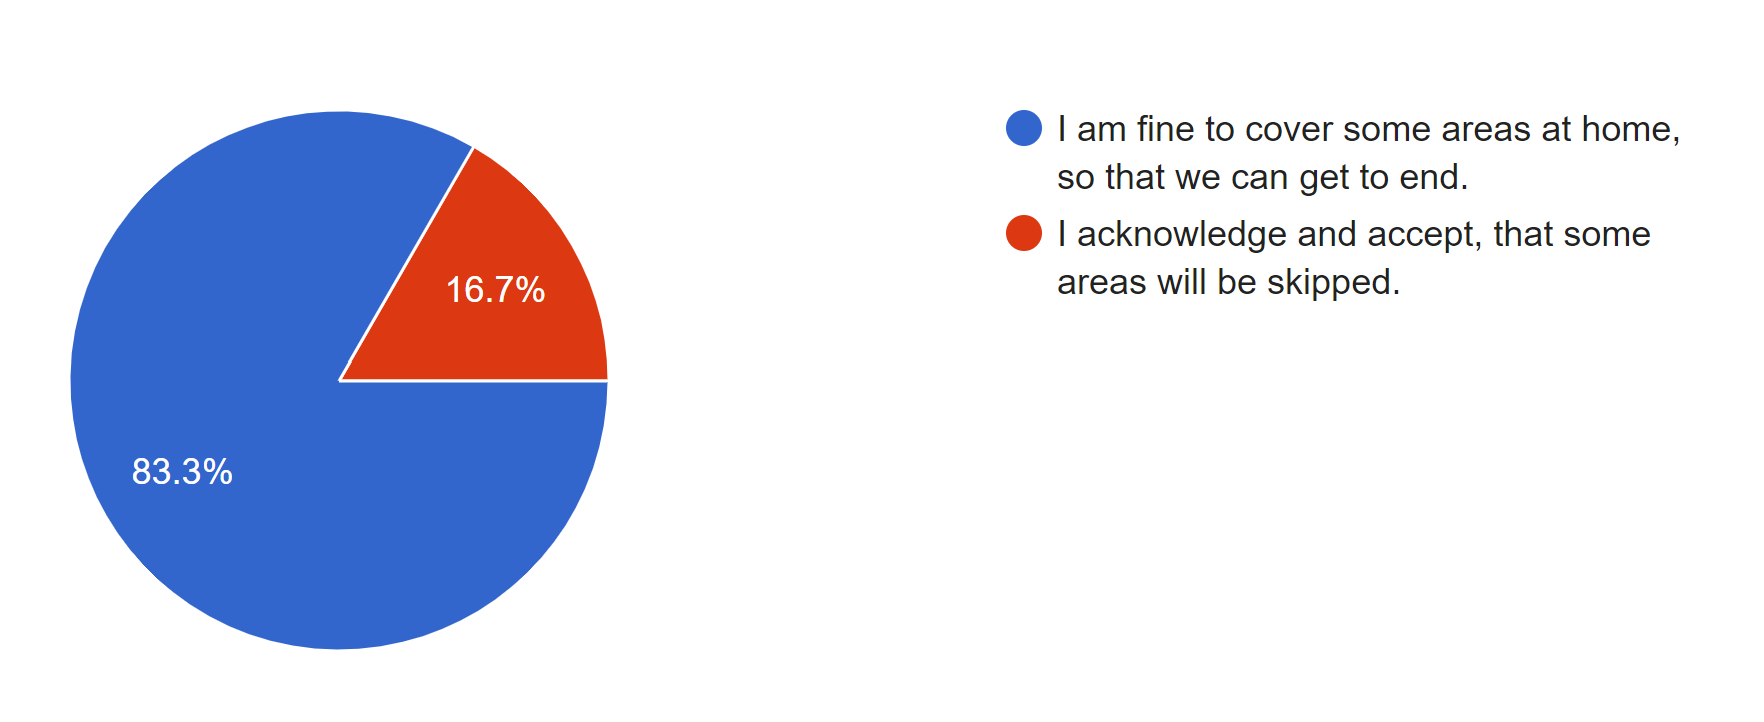 16.7%
83.3%
I am fine to cover some areas at home,
so that we can get to end.
I acknowledge and accept, that some
areas will be skipped.